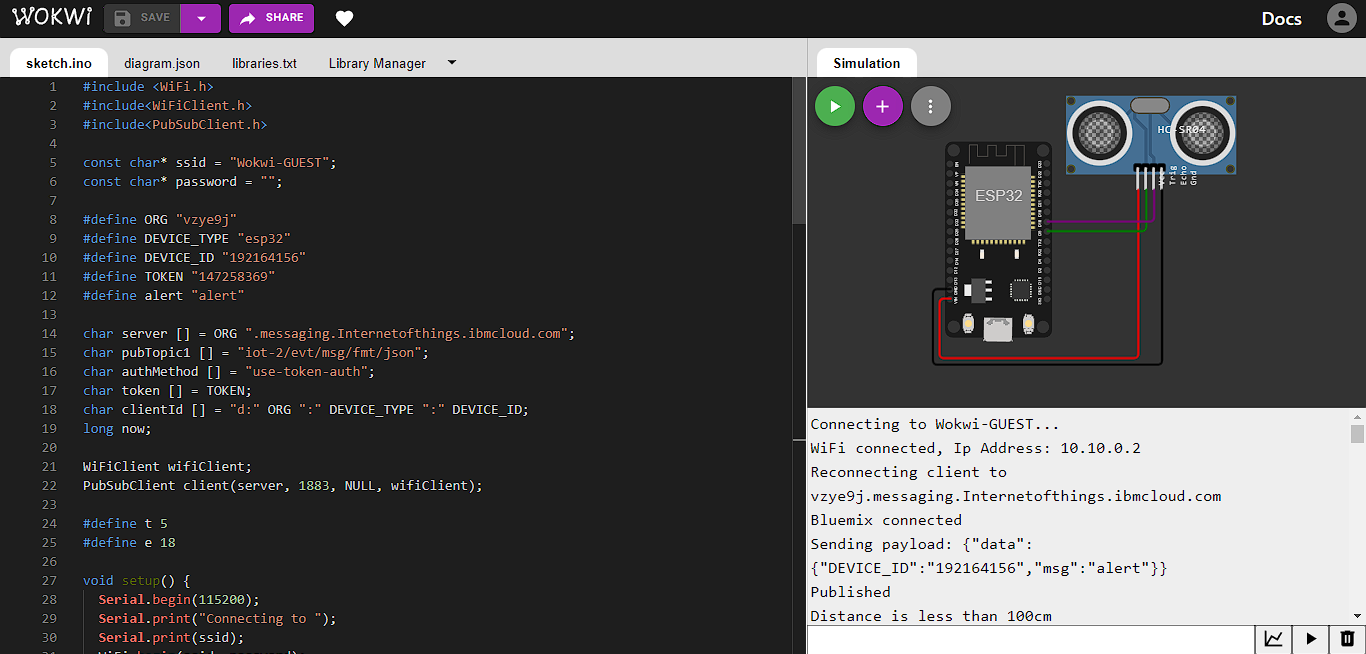 WOKWi
SAVE
SHARE
Docs
sketch.ino
diagram.json
libraries.txt
Library Manager
Simulation
1 #include <WiFi.h>
2 #include<WiFiClient.h>
3 #include<PubSubClient.h>
4
5 const char* ssid = "Wokwi-GUEST";
6 const char* password = "";
7
8 #define ORG "vzye9j"
9 #define DEVICE_TYPE "esp32"
10 #define DEVICE_ID "192164156"
11 #define TOKEN "147258369"
12 #define alert "alert"
13
14 char server [] = ORG ".messaging.Internetofthings.ibmcloud.com";
15 char pubTopic1 [] = "iot-2/evt/msg/fmt/json";
16 char authMethod [] = "use-token-auth";
17 char token [] = TOKEN;
18 char clientId [] = "d:" ORG ":" DEVICE_TYPE ":" DEVICE_ID;
19 long now;
20
21 WiFiClient wifiClient;
22 PubSubClient client(server, 1883, NULL, wifiClient);
23
24 #define t 5
25 #define e 18
26
27 void setup() {
28 Serial.begin(115200);
29 Serial.print("Connecting to ");
30 Serial.print(ssid);
HC-SR04
Trig
Echo
Gnd
ESP32
Connecting to Wokwi-GUEST...
WiFi connected, Ip Address: 10.10.0.2
Reconnecting client to
vzye9j.messaging.Internetofthings.ibmcloud.com
Bluemix connected
Sending payload: {"data":
{"DEVICE_ID":"192164156","msg":"alert"}}
Published
Distance is less than 100cm